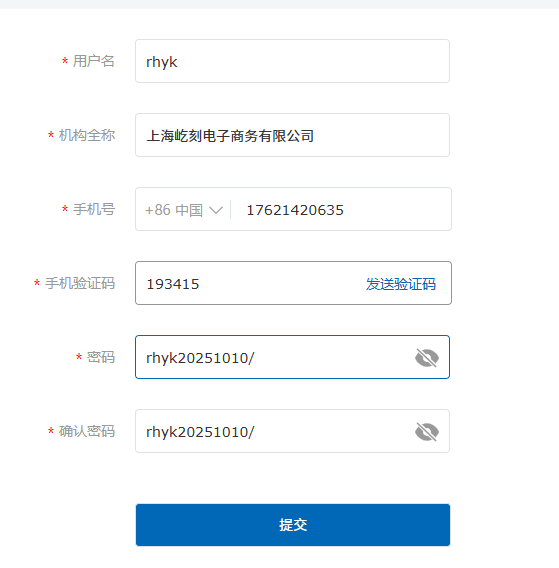 * 用户名 rhyk
* 机构全称 上海屹刻电子商务有限公司
* 手机号 +86 中国 17621420635
* 手机验证码 193415 发送验证码
* 密码 rhyk20251010/
* 确认密码 rhyk20251010/
提交